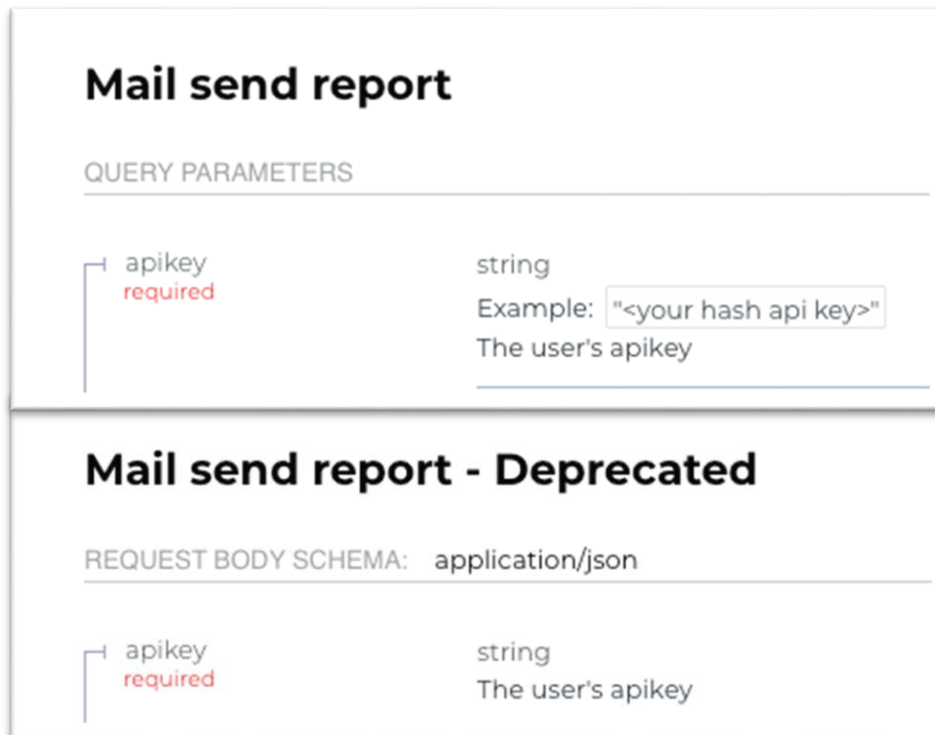 Mail send report
QUERY PARAMETERS
apikey string
required
Example: "<your hash api key>"
The user's apikey
Mail send report - Deprecated
REQUEST BODY SCHEMA: application/json
apikey string
required
The user's apikey